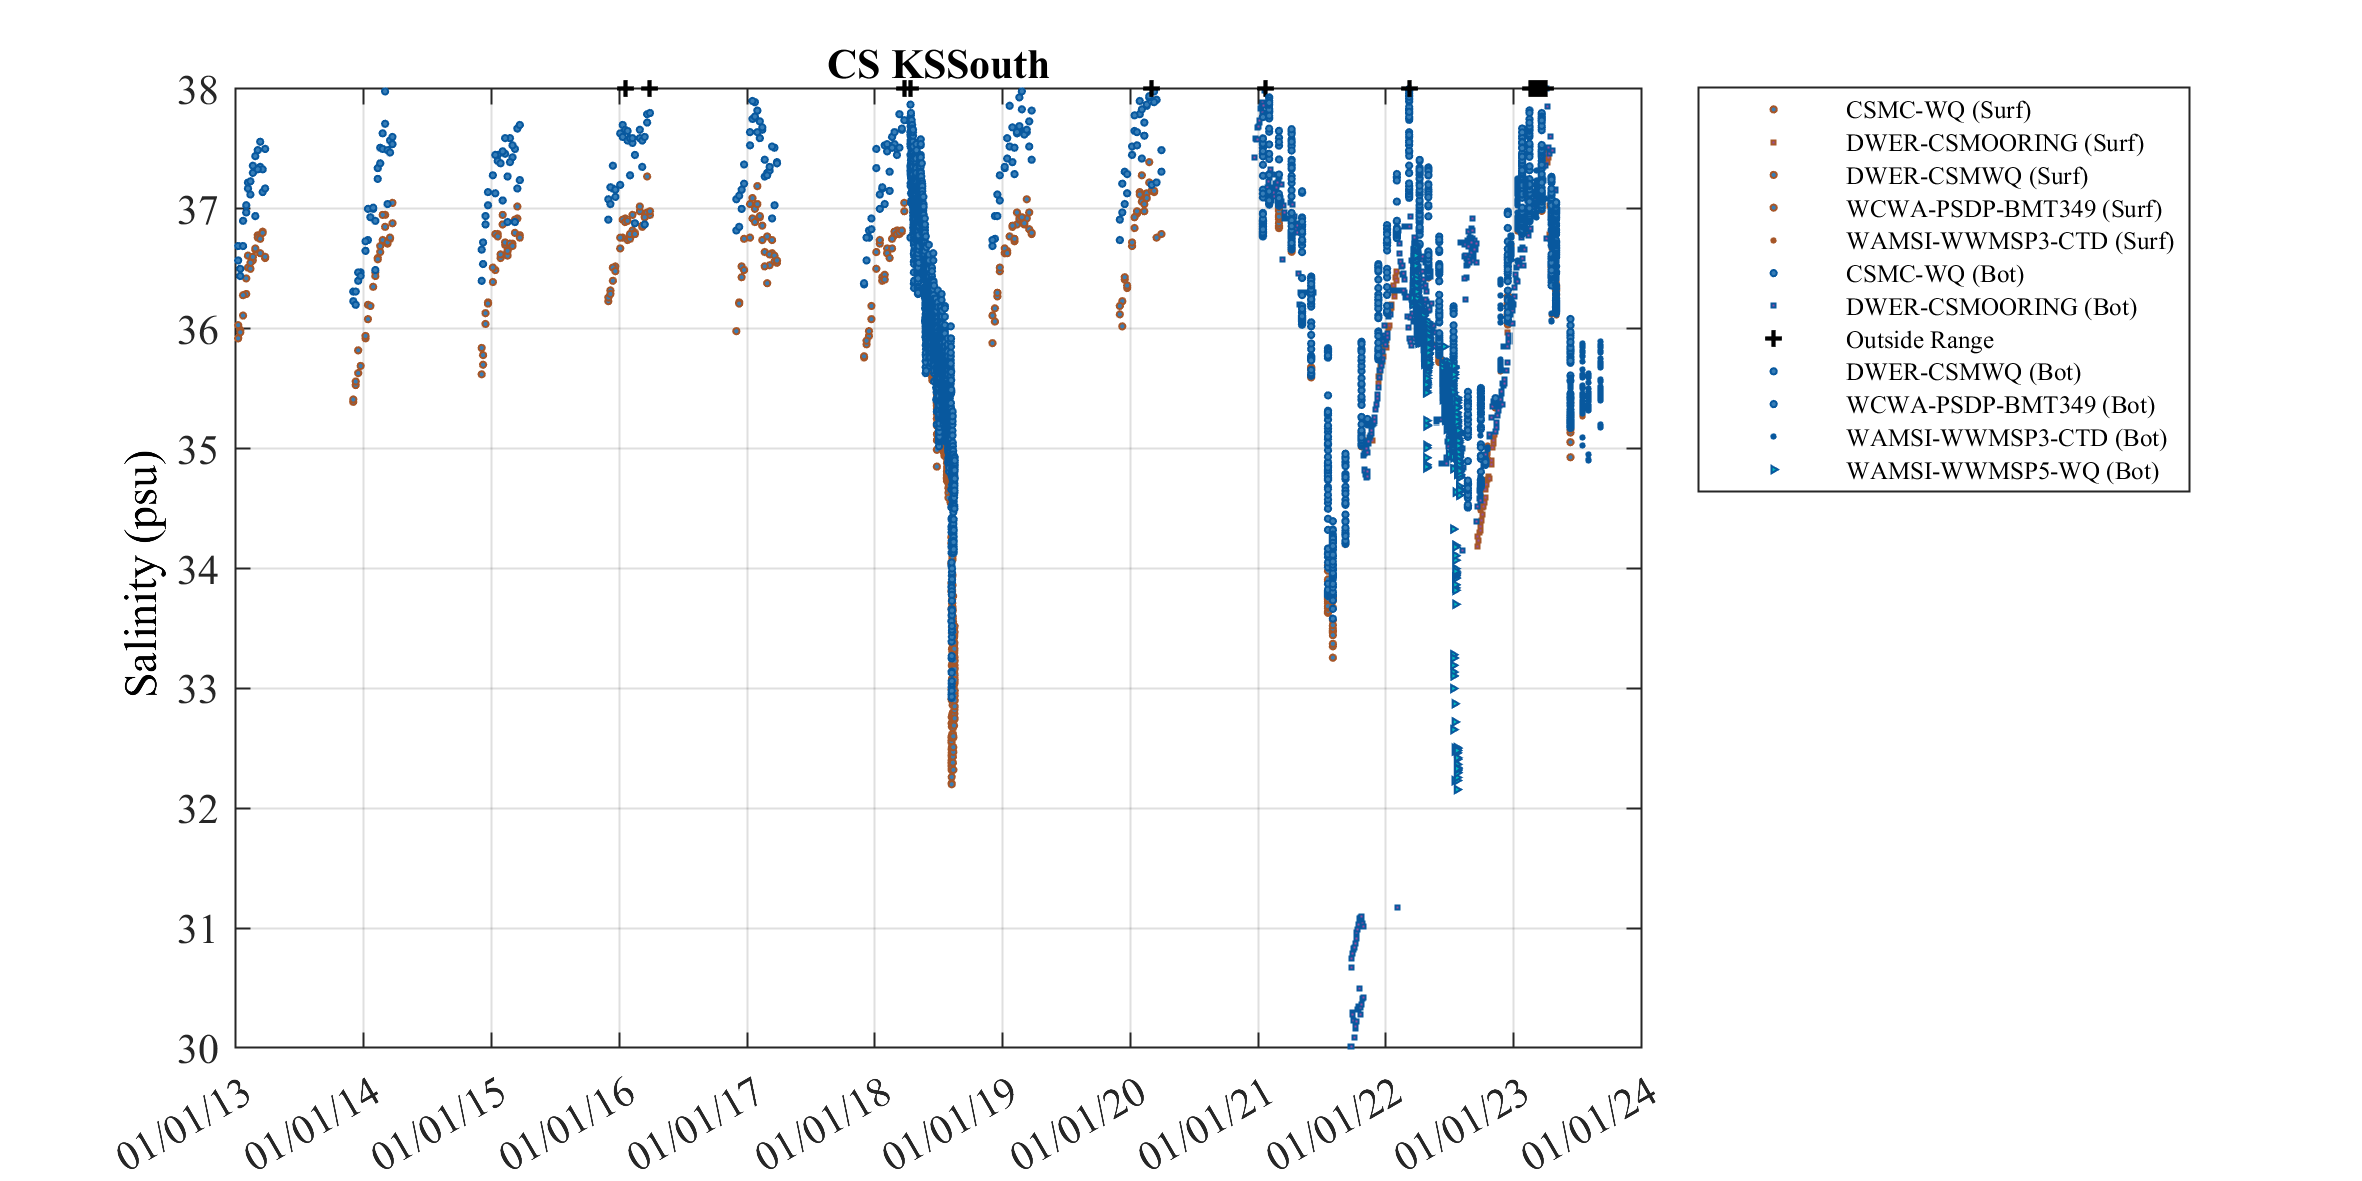 CS KSSouth
38
37
36
35
34
33
32
31
30
Salinity (psu)
01/01/13
01/01/14
01/01/15
01/01/16
01/01/17
01/01/18
01/01/19
01/01/20
01/01/21
01/01/22
01/01/23
01/01/24
CSMC-WQ (Surf)
DWER-CSMOORING (Surf)
DWER-CSMWQ (Surf)
WCWA-PSDP-BMT349 (Surf)
WAMSI-WWMSP3-CTD (Surf)
CSMC-WQ (Bot)
DWER-CSMOORING (Bot)
Outside Range
DWER-CSMWQ (Bot)
WCWA-PSDP-BMT349 (Bot)
WAMSI-WWMSP3-CTD (Bot)
WAMSI-WWMSP5-WQ (Bot)